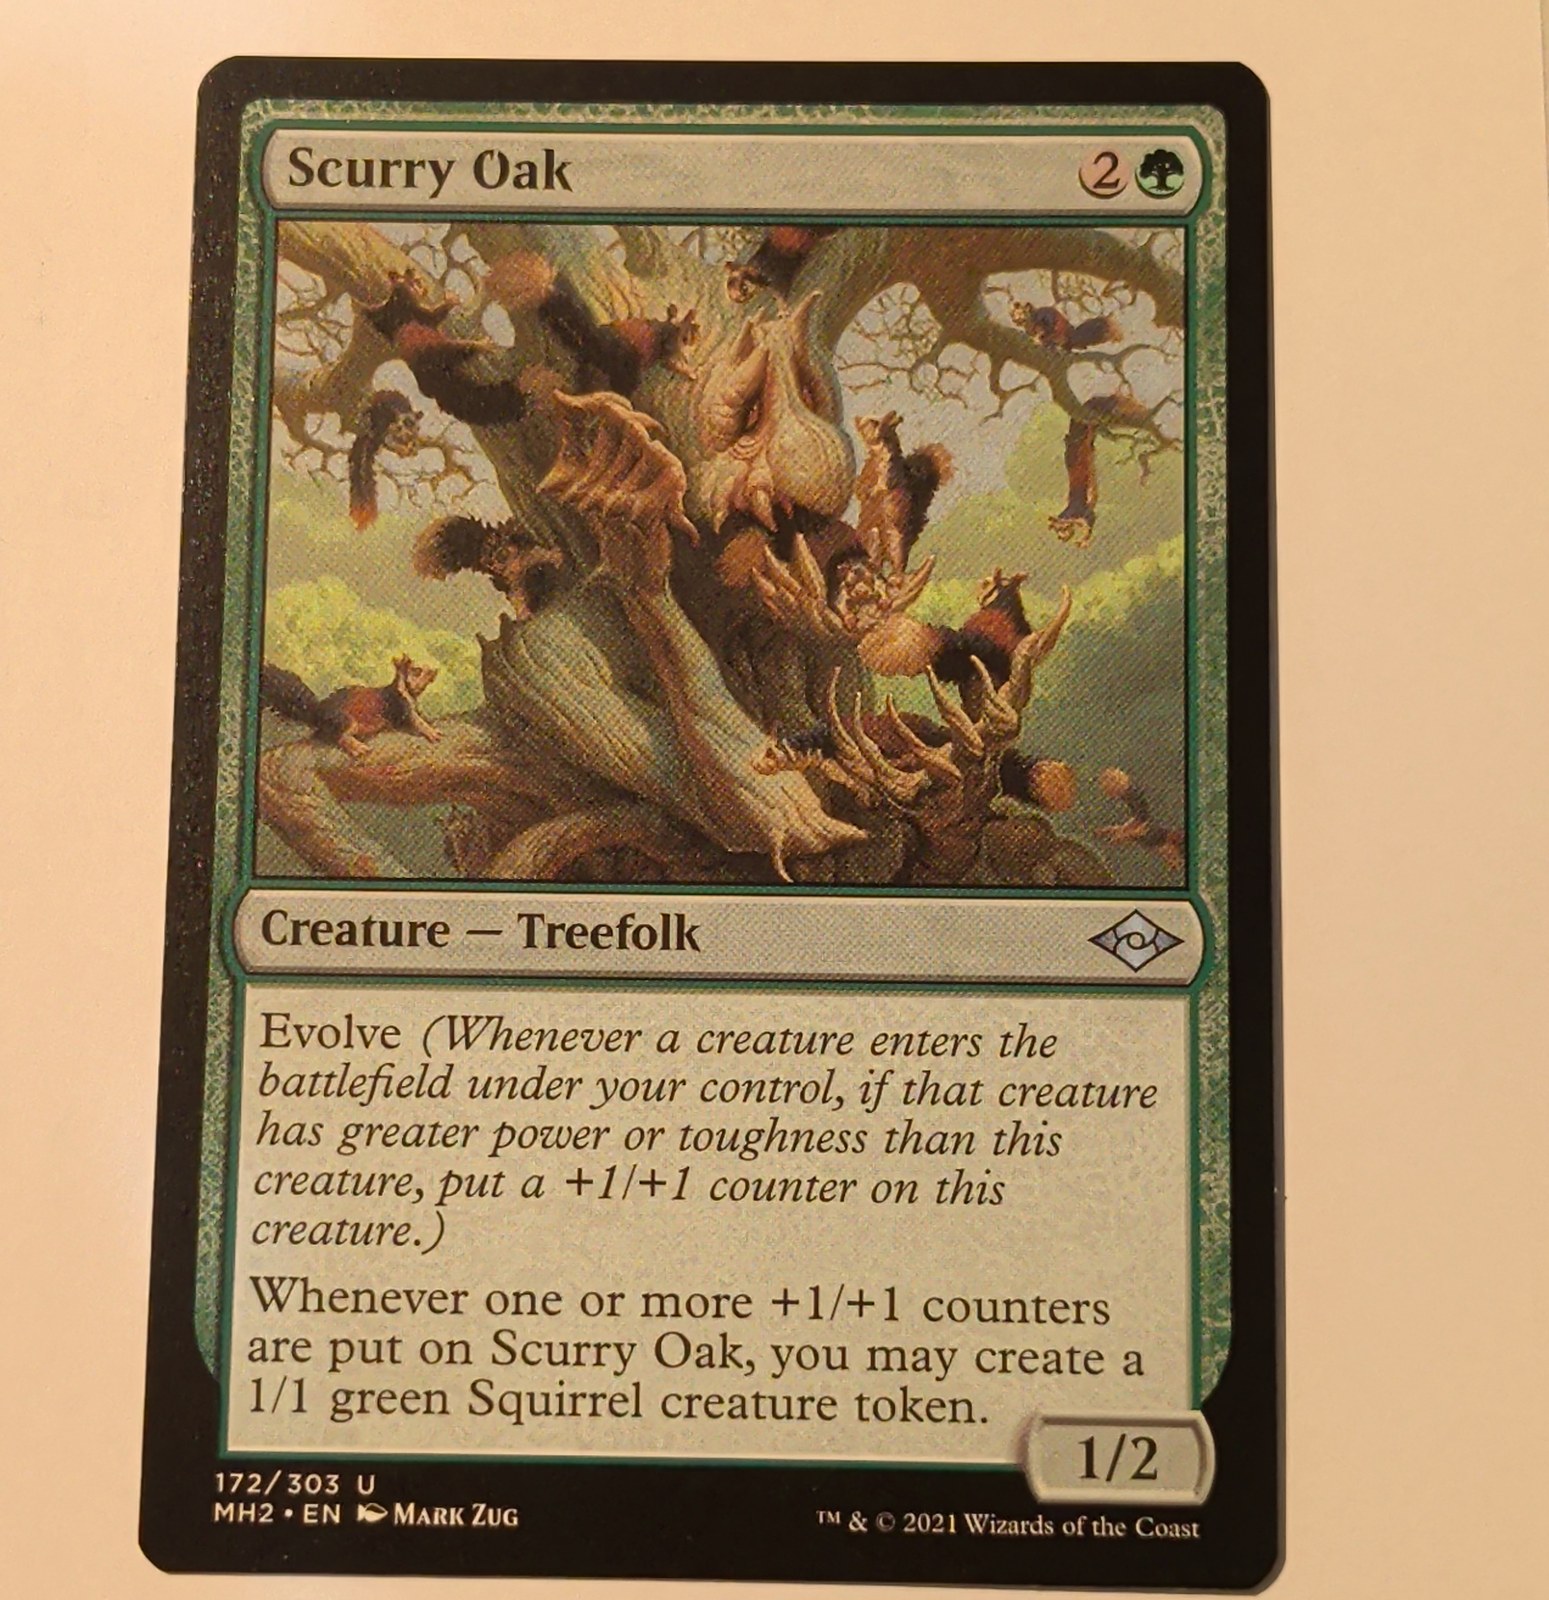 Scurry Oak 2
Creature — Treefolk
Evolve (Whenever a creature enters the
battlefield under your control, if that creature
has greater power or toughness than this
creature, put a +1/+1 counter on this
creature.)
Whenever one or more +1/+1 counters
are put on Scurry Oak, you may create a
1/1 green Squirrel creature token.
1/2
172/303 U
MH2 • EN Mark Zug
™ & © 2021 Wizards of the Coast